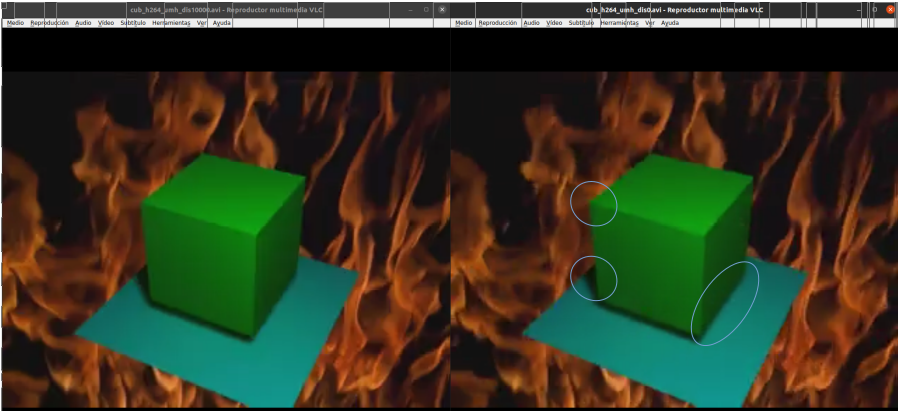 cub_h264_umh_dis1000.avi - Reproductor multimedia VLC
Medio Reproducción Audio Vídeo Subtítulo Herramientas Ver Ayuda
cub_h264_umh_dis0.avi - Reproductor multimedia VLC
Medio Reproducción Audio Vídeo Subtítulo Herramientas Ver Ayuda